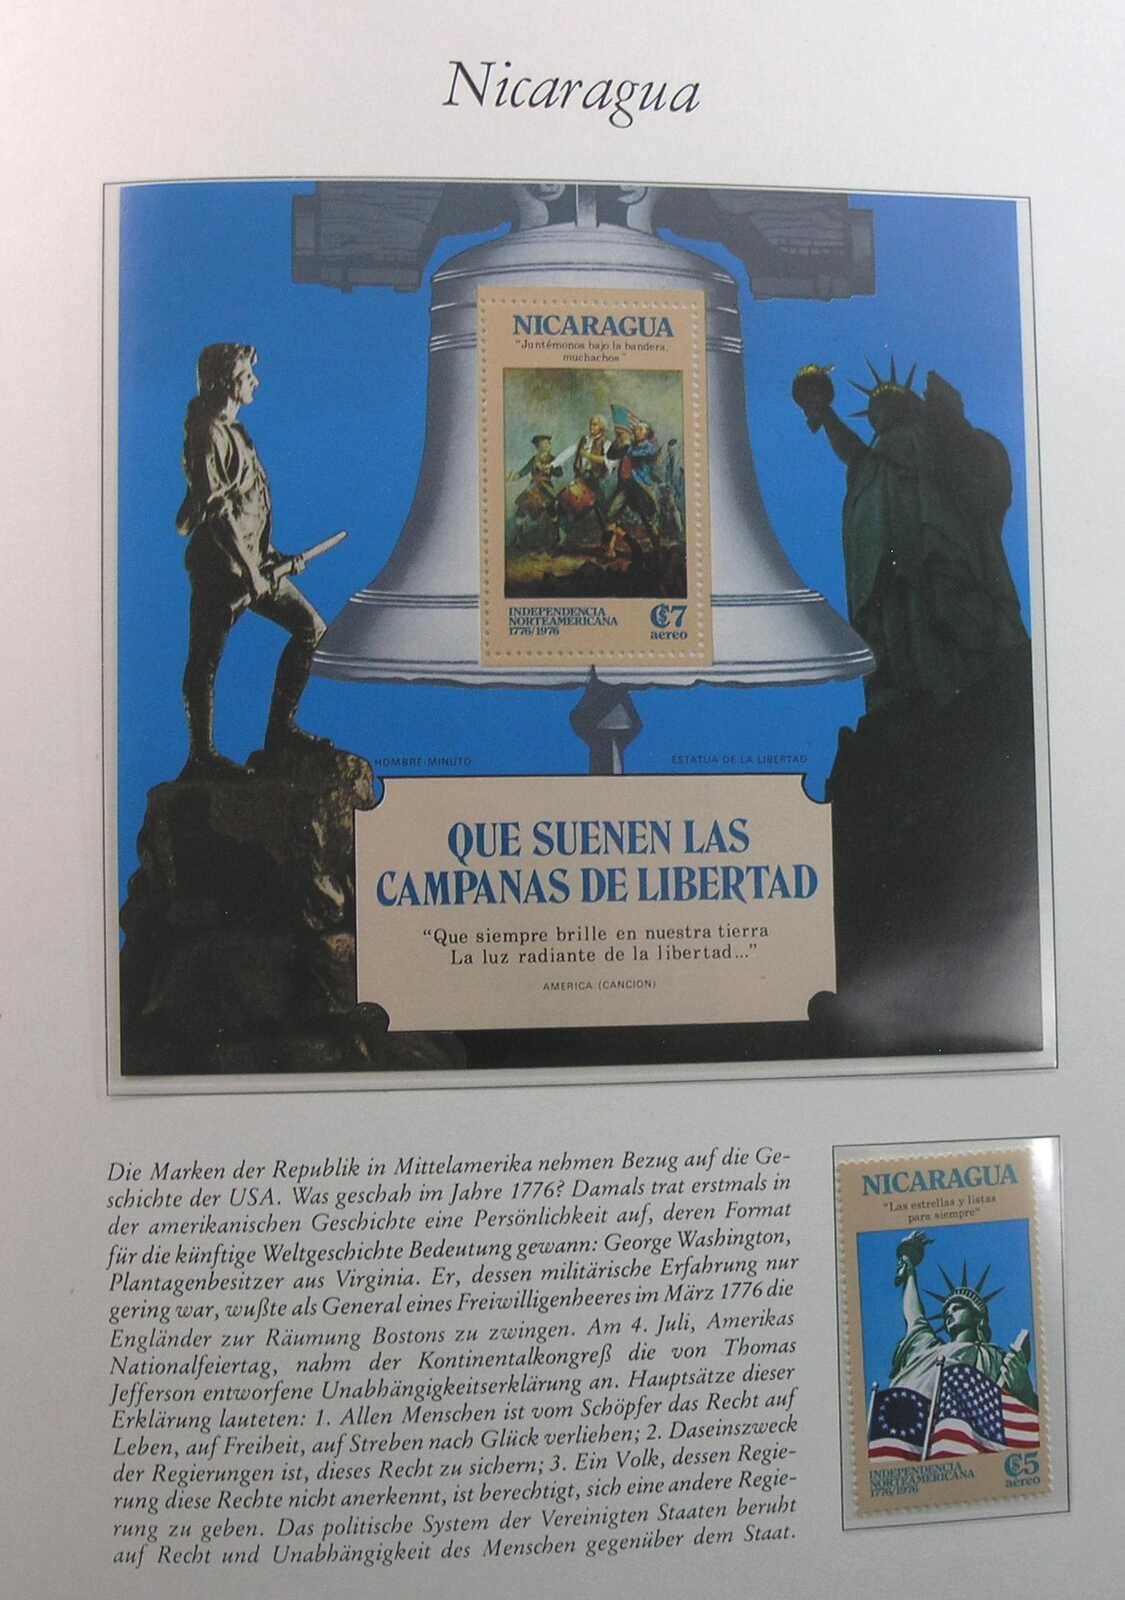 Nicaragua
NICARAGUA
"Juntémonos bajo la bandera,
muchachos"
INDEPENDENCIA
NORTEAMERICANA
1776/1976
C$7
aereo
HOMBRE-MINUTO
ESTATUA DE LA LIBERTAD
QUE SUENEN LAS
CAMPANAS DE LIBERTAD
"Que siempre brille en nuestra tierra
La luz radiante de la libertad..."
AMERICA (CANCION)
Die Marken der Republik in Mittelamerika nehmen Bezug auf die Ge-
schichte der USA. Was geschah im Jahre 1776? Damals trat erstmals in
der amerikanischen Geschichte eine Persönlichkeit auf, deren Format
für die künftige Weltgeschichte Bedeutung gewann: George Washington,
Plantagenbesitzer aus Virginia. Er, dessen militärische Erfahrung nur
gering war, wußte als General eines Freiwilligenheeres im März 1776 die
Engländer zur Räumung Bostons zu zwingen. Am 4. Juli, Amerikas
Nationalfeiertag, nahm der Kontinentalkongreß die von Thomas
Jefferson entworfene Unabhängigkeitserklärung an. Hauptsätze dieser
Erklärung lauteten: 1. Allen Menschen ist vom Schöpfer das Recht auf
Leben, auf Freiheit, auf Streben nach Glück verliehen; 2. Daseinszweck
der Regierungen ist, dieses Recht zu sichern; 3. Ein Volk, dessen Regie-
rung diese Rechte nicht anerkennt, ist berechtigt, sich eine andere Regie-
rung zu geben. Das politische System der Vereinigten Staaten beruht
auf Recht und Unabhängigkeit des Menschen gegenüber dem Staat.
NICARAGUA
"Las estrellas y listas
para siempre"
INDEPENDENCIA
NORTEAMERICANA
1776/1976
C$5
aereo